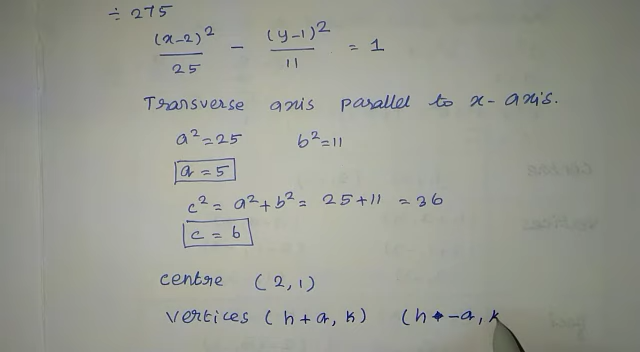 ÷ 275
(x-2)²/25 - (y-1)²/11 = 1
Transverse axis parallel to x-axis.
a² = 25 b² = 11
a = 5
c² = a² + b² = 25 + 11 = 36
c = 6
centre (2, 1)
vertices (h + a, k) (h - a, k